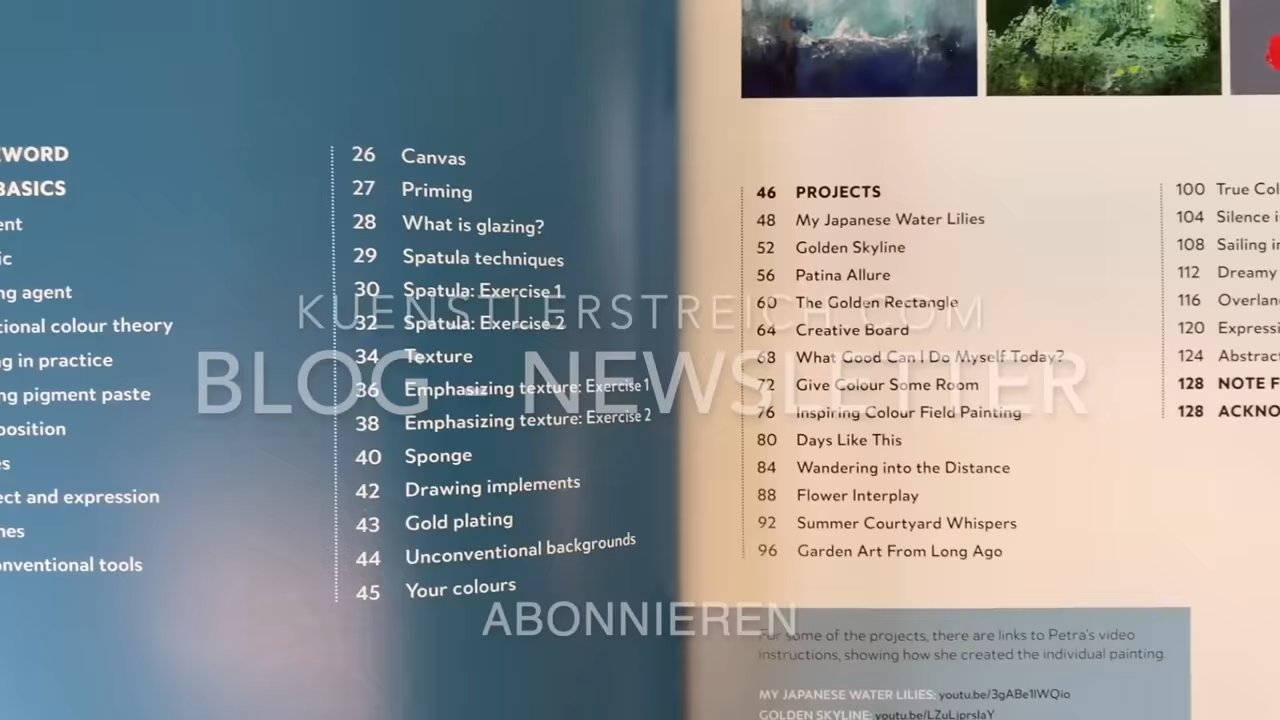 EWORD
BASICS
ent
ic
ng agent
tional colour theory
ng in practice
ng pigment paste
position
es
ect and expression
nes
onventional tools
26 Canvas
27 Priming
28 What is glazing?
29 Spatula techniques
30 Spatula: Exercise 1
32 Spatula: Exercise 2
34 Texture
36 Emphasizing texture: Exercise 1
38 Emphasizing texture: Exercise 2
40 Sponge
42 Drawing implements
43 Gold plating
44 Unconventional backgrounds
45 Your colours
46 PROJECTS
48 My Japanese Water Lilies
52 Golden Skyline
56 Patina Allure
60 The Golden Rectangle
64 Creative Board
68 What Good Can I Do Myself Today?
72 Give Colour Some Room
76 Inspiring Colour Field Painting
80 Days Like This
84 Wandering into the Distance
88 Flower Interplay
92 Summer Courtyard Whispers
96 Garden Art From Long Ago
100 True Col
104 Silence i
108 Sailing in
112 Dreamy
116 Overlan
120 Expressi
124 Abstract
128 NOTE F
128 ACKNO
For some of the projects, there are links to Petra's video
instructions, showing how she created the individual painting.
MY JAPANESE WATER LILIES: youtu.be/3gABe1lWQio
GOLDEN SKYLINE: youtu.be/LZuLjprsIaY
KUENSTLERSTREICH.COM
BLOG - NEWSLETTER
ABONNIEREN